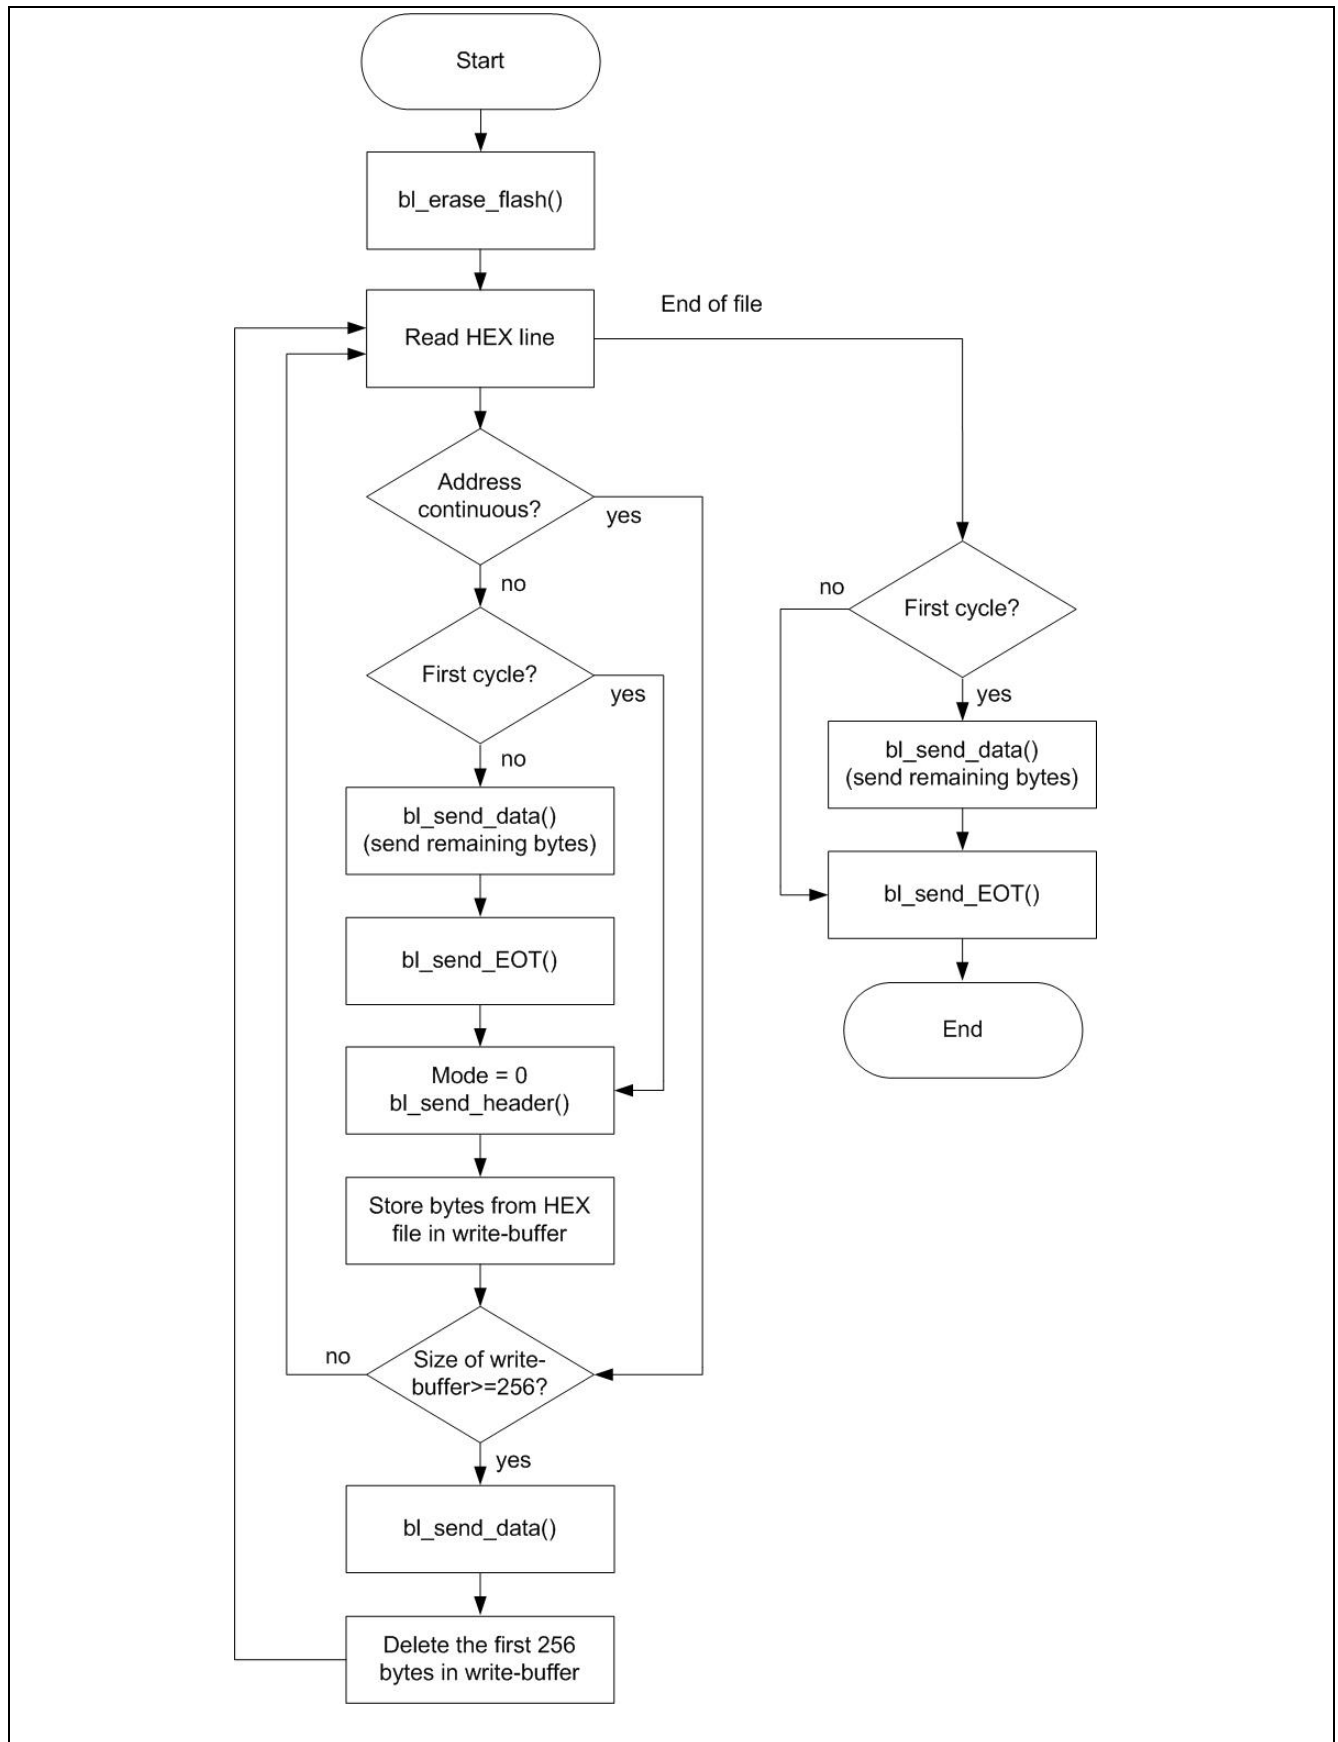 Start
bl_erase_flash()
Read HEX line
End of file
Address
continuous?
yes
no
First cycle?
yes
no
bl_send_data()
(send remaining bytes)
bl_send_EOT()
Mode = 0
bl_send_header()
Store bytes from HEX
file in write-buffer
Size of write-
buffer>=256?
no
yes
bl_send_data()
Delete the first 256
bytes in write-buffer
First cycle?
no
yes
bl_send_data()
(send remaining bytes)
bl_send_EOT()
End